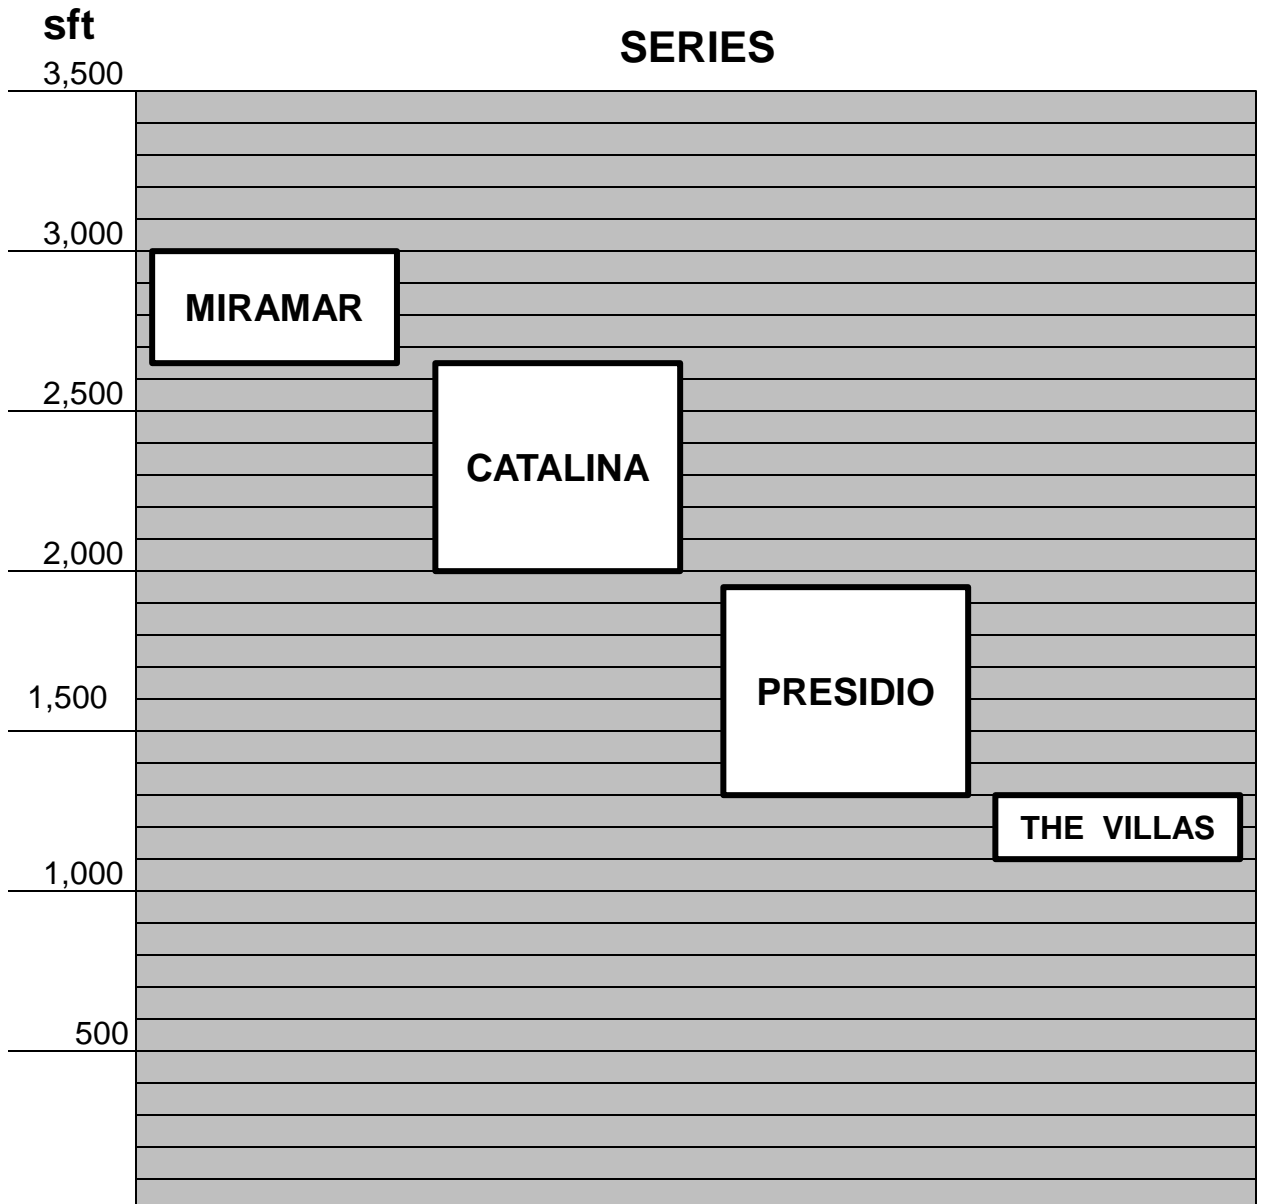 sft
SERIES
3,500
3,000
MIRAMAR
2,500
CATALINA
2,000
PRESIDIO
1,500
THE VILLAS
1,000
500